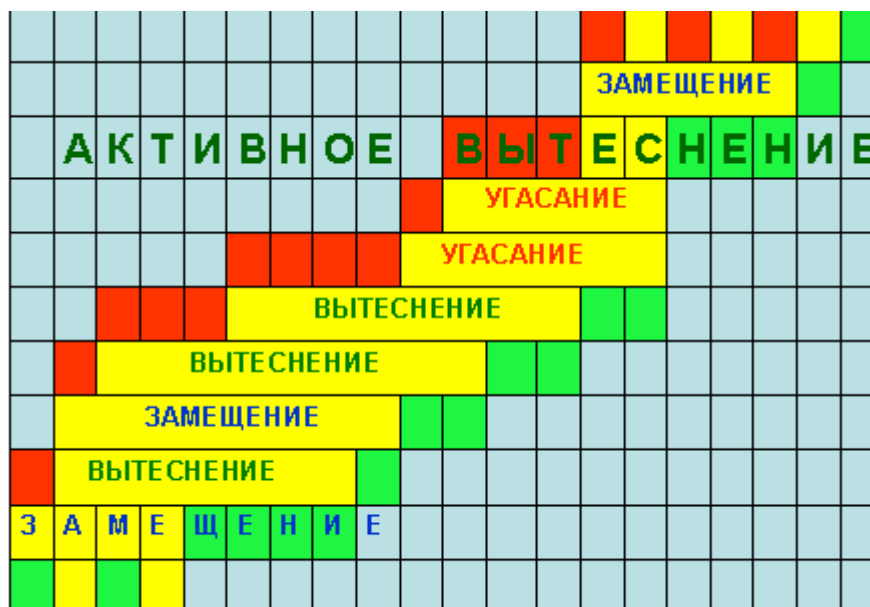 ЗАМЕЩЕНИЕ
АКТИВНОЕ ВЫТЕСНЕНИЕ
УГАСАНИЕ
УГАСАНИЕ
ВЫТЕСНЕНИЕ
ВЫТЕСНЕНИЕ
ЗАМЕЩЕНИЕ
ВЫТЕСНЕНИЕ
ЗАМЕЩЕНИЕ